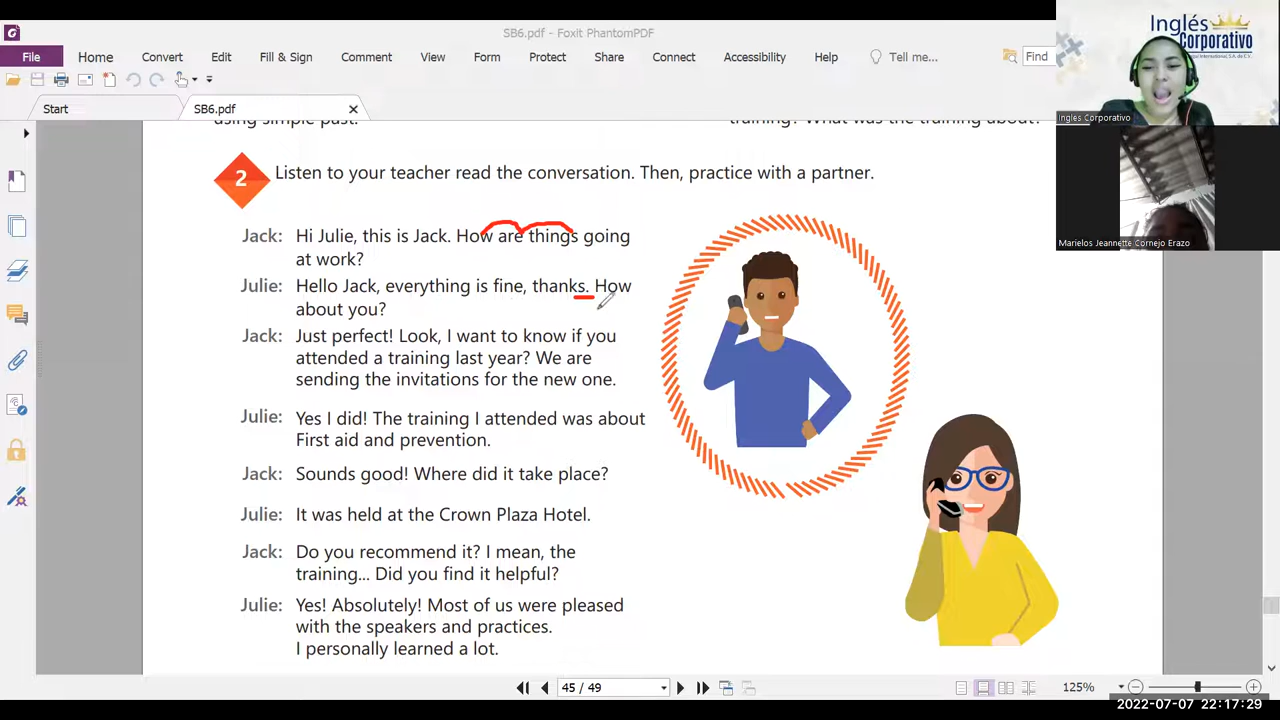 SB6.pdf - Foxit PhantomPDF
File Home Convert Edit Fill & Sign Comment View Form Protect Share Connect Accessibility Help Tell me... Find
Start SB6.pdf
using simple past.
training? What was the training about?
2 Listen to your teacher read the conversation. Then, practice with a partner.
Jack: Hi Julie, this is Jack. How are things going
at work?
Julie: Hello Jack, everything is fine, thanks. How
about you?
Jack: Just perfect! Look, I want to know if you
attended a training last year? We are
sending the invitations for the new one.
Julie: Yes I did! The training I attended was about
First aid and prevention.
Jack: Sounds good! Where did it take place?
Julie: It was held at the Crown Plaza Hotel.
Jack: Do you recommend it? I mean, the
training... Did you find it helpful?
Julie: Yes! Absolutely! Most of us were pleased
with the speakers and practices.
I personally learned a lot.
45 / 49
125%
Inglés
Corporativo
Inglés Corporativo
Marielos Jeannette Cornejo Erazo
2022-07-07 22:17:29